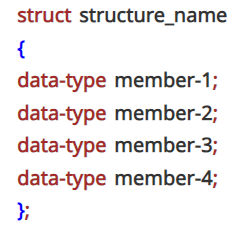 struct structure_name
{
data-type member-1;
data-type member-2;
data-type member-3;
data-type member-4;
};